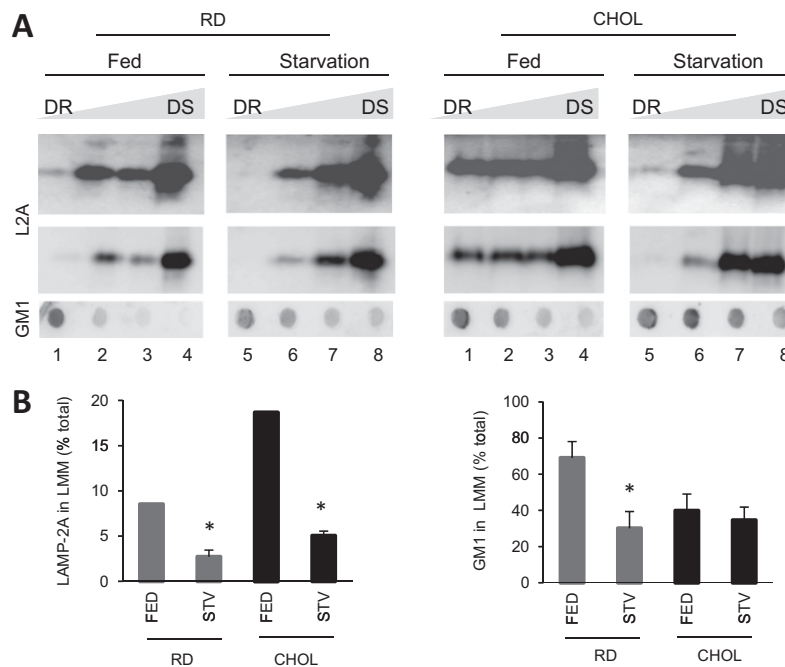 A
RD
CHOL
Fed
Starvation
Fed
Starvation
DR
DS
DR
DS
DR
DS
DR
DS
L2A
GM1
1 2 3 4 5 6 7 8 1 2 3 4 5 6 7 8
B
LAMP-2A in LMM (% total)
20
15
10
5
0
FED
STV
FED
STV
RD
CHOL
*
*
GM1 in LMM (% total)
100
80
60
40
20
0
FED
STV
FED
STV
RD
CHOL
*